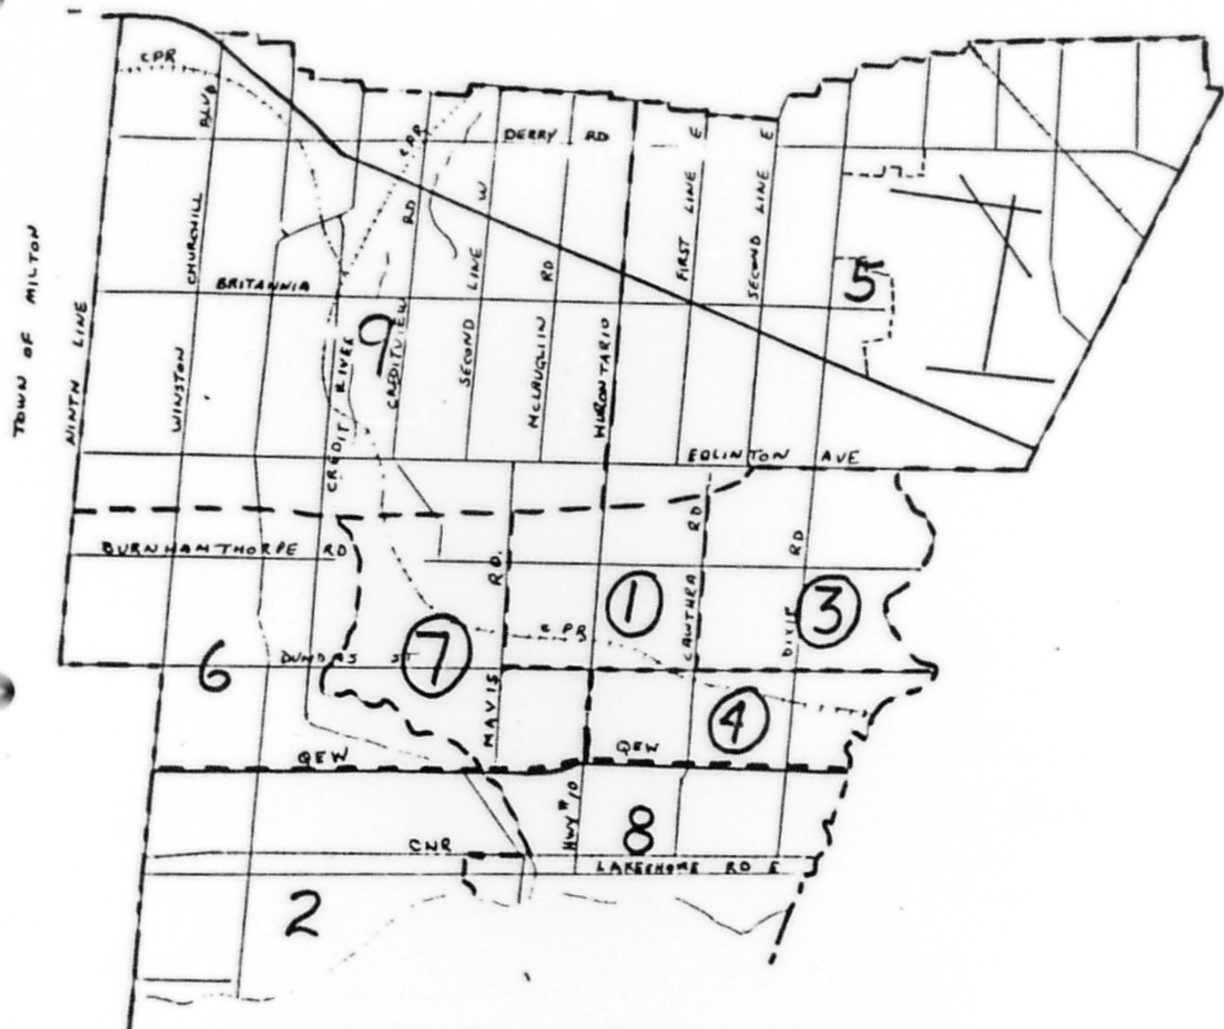 CPR
BLVD
CPR
DERRY RD
E
E
TOWN OF MILTON
NINTH LINE
CHURCHILL
WINSTON
BRITANNIA
CREDIT RIVER
9
RD
CREDITVIEW
W
SECOND LINE
RD
MCLAUGLIN
HURONTARIO
FIRST LINE
SECOND LINE
5
EQLINTON AVE
BURNHAMTHORPE RD
RD.
MAVIS
1
RD
CAWTHRA
RD
DIXIE
3
CPR
7
6
DUNDAS ST
4
QEW
QEW
HWY #10
8
CNR
LAKESHORE RD E
2